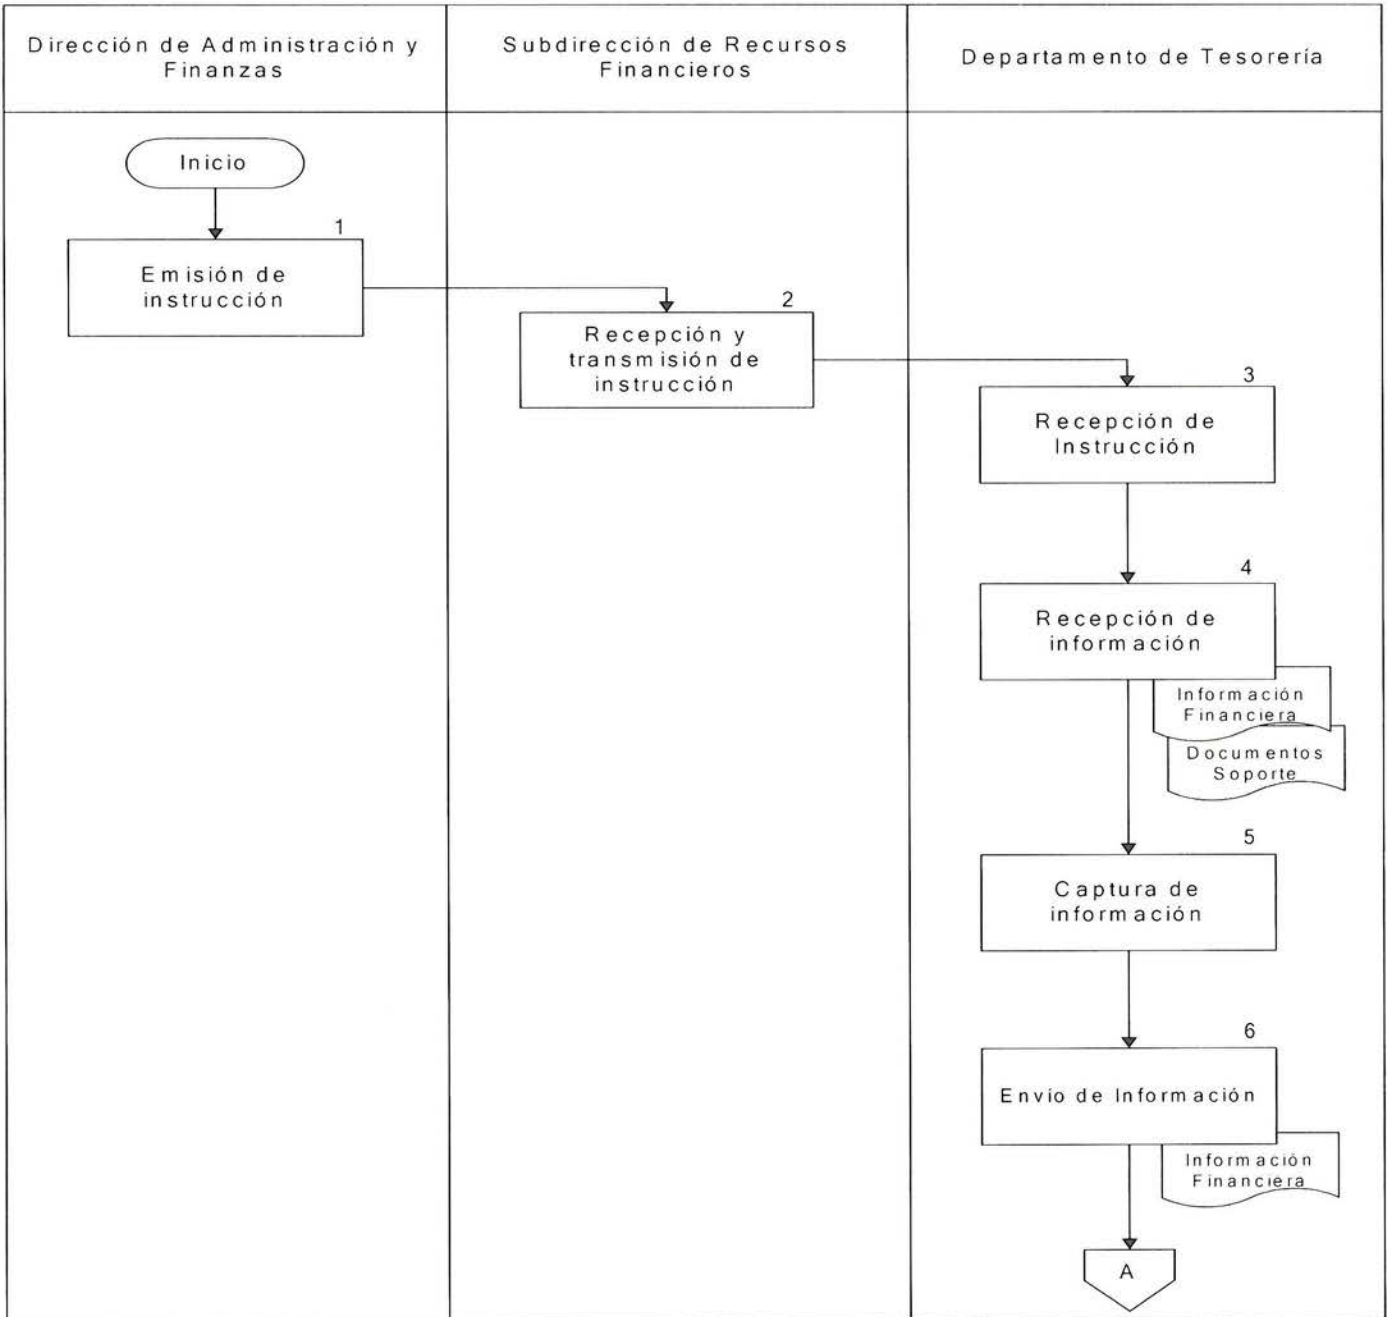 Dirección de Administración y
Finanzas
Subdirección de Recursos
Financieros
Departamento de Tesorería
Inicio
1
Emisión de
instrucción
2
Recepción y
transmisión de
instrucción
3
Recepción de
Instrucción
4
Recepción de
información
Información
Financiera
Documentos
Soporte
5
Captura de
información
6
Envío de Información
Información
Financiera
A